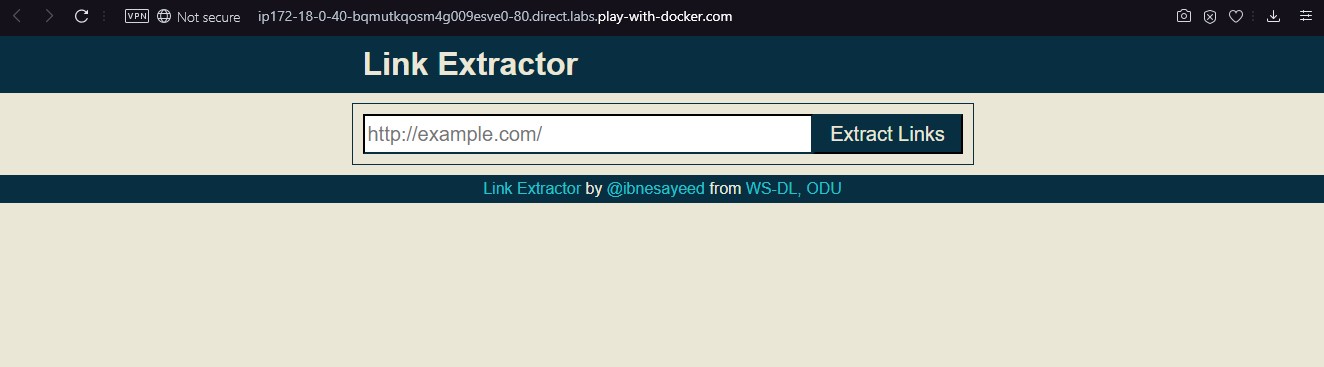 VPN Not secure ip172-18-0-40-bqmutkqosm4g009esve0-80.direct.labs.play-with-docker.com
Link Extractor
http://example.com/ Extract Links
Link Extractor by @ibnesayeed from WS-DL, ODU